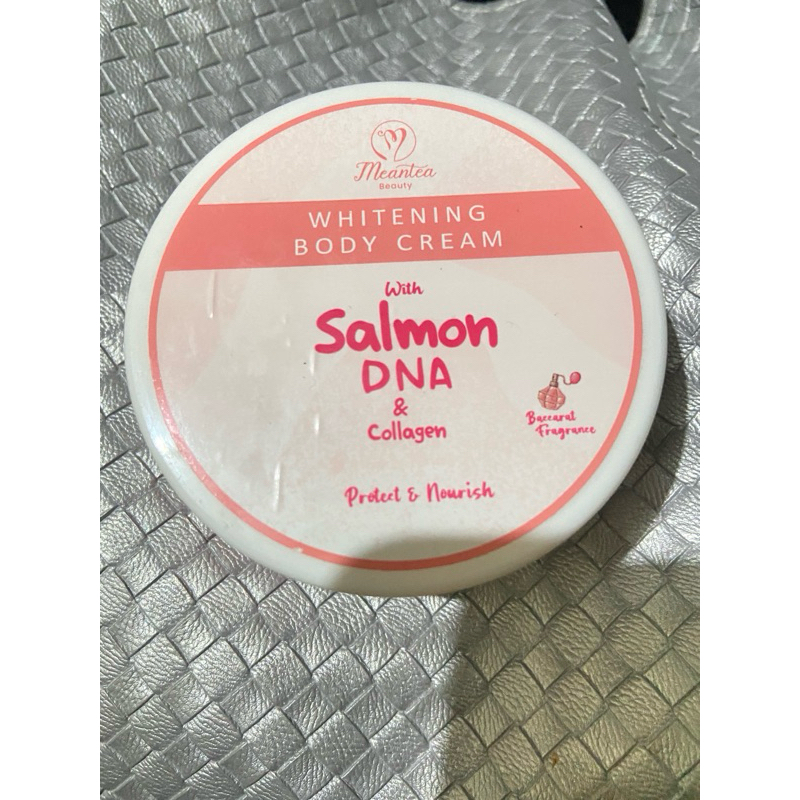 Meantea
Beauty
WHITENING
BODY CREAM
With
Salmon
DNA
&
Collagen
Baccarat
Fragrance
Protect & Nourish